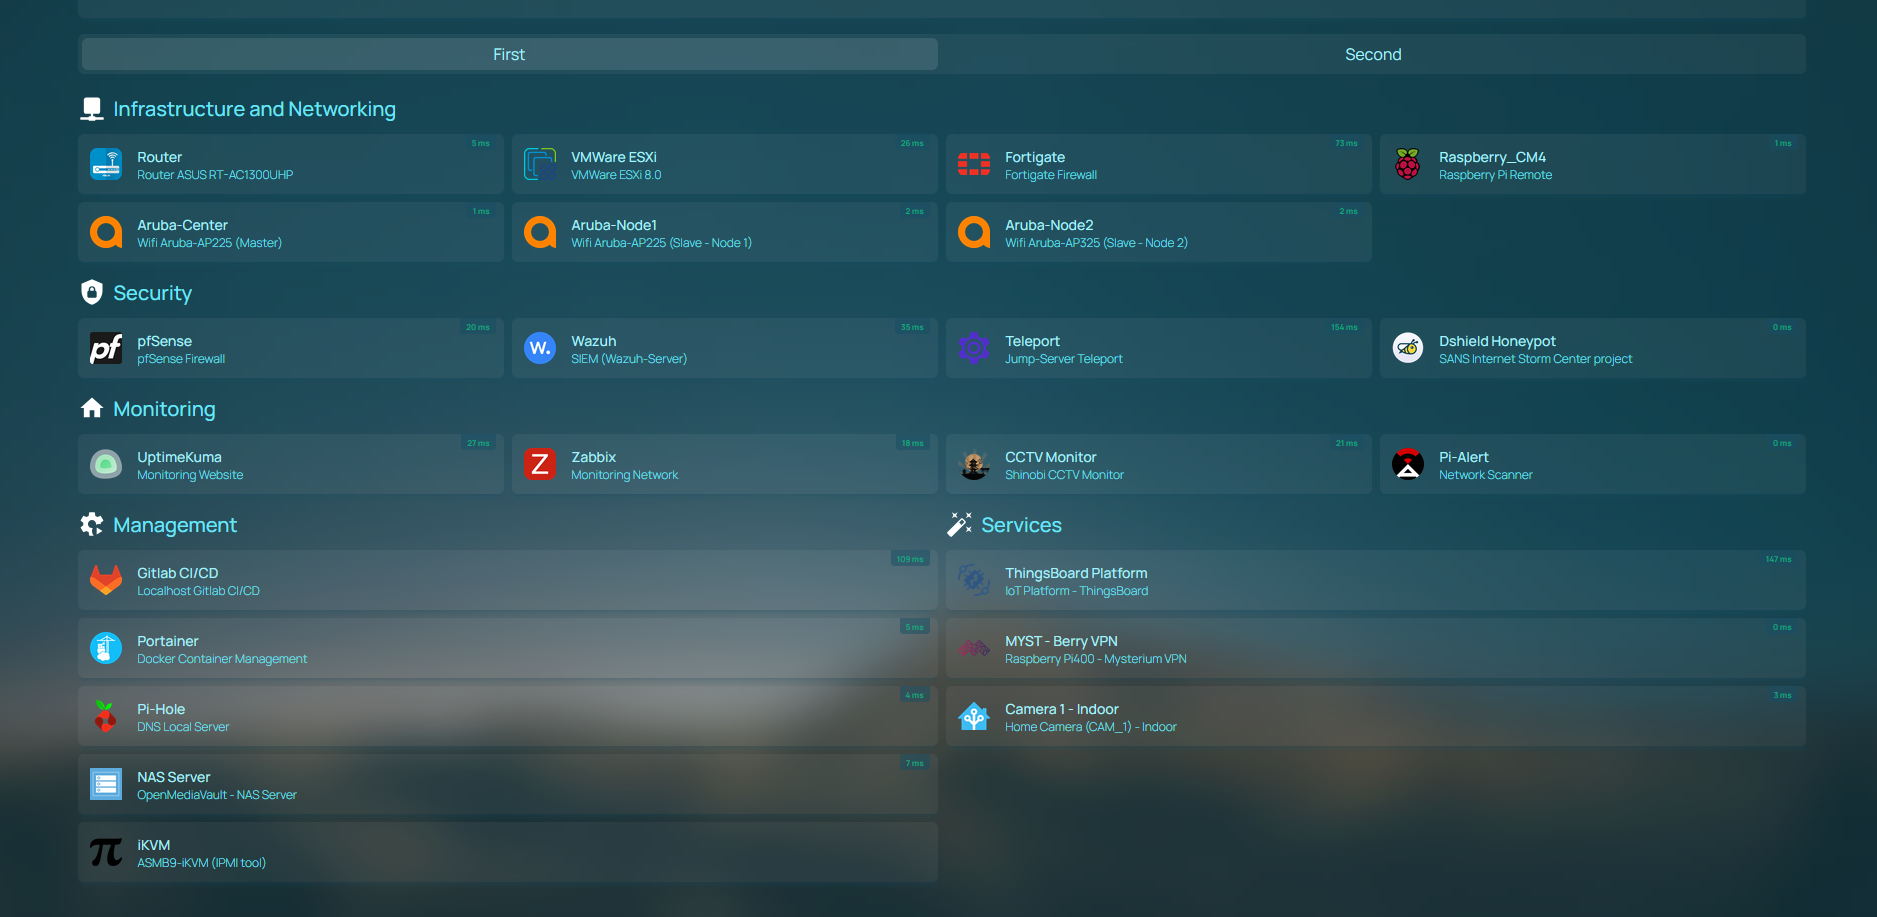 First
Second
Infrastructure and Networking
5 ms
Router
Router ASUS RT-AC1300UHP
26 ms
VMWare ESXi
VMWare ESXi 8.0
73 ms
Fortigate
Fortigate Firewall
1 ms
Raspberry_CM4
Raspberry Pi Remote
1 ms
Aruba-Center
Wifi Aruba-AP225 (Master)
2 ms
Aruba-Node1
Wifi Aruba-AP225 (Slave - Node 1)
2 ms
Aruba-Node2
Wifi Aruba-AP325 (Slave - Node 2)
Security
20 ms
pf
pfSense
pfSense Firewall
35 ms
W.
Wazuh
SIEM (Wazuh-Server)
154 ms
Teleport
Jump-Server Teleport
0 ms
Dshield Honeypot
SANS Internet Storm Center project
Monitoring
27 ms
UptimeKuma
Monitoring Website
18 ms
Z
Zabbix
Monitoring Network
21 ms
CCTV Monitor
Shinobi CCTV Monitor
0 ms
Pi-Alert
Network Scanner
Management
109 ms
Gitlab CI/CD
Localhost Gitlab CI/CD
5 ms
Portainer
Docker Container Management
4 ms
Pi-Hole
DNS Local Server
7 ms
NAS Server
OpenMediaVault - NAS Server
π
iKVM
ASMB9-iKVM (IPMI tool)
Services
147 ms
ThingsBoard Platform
IoT Platform - ThingsBoard
0 ms
MYST - Berry VPN
Raspberry Pi400 - Mysterium VPN
3 ms
Camera 1 - Indoor
Home Camera (CAM_1) - Indoor